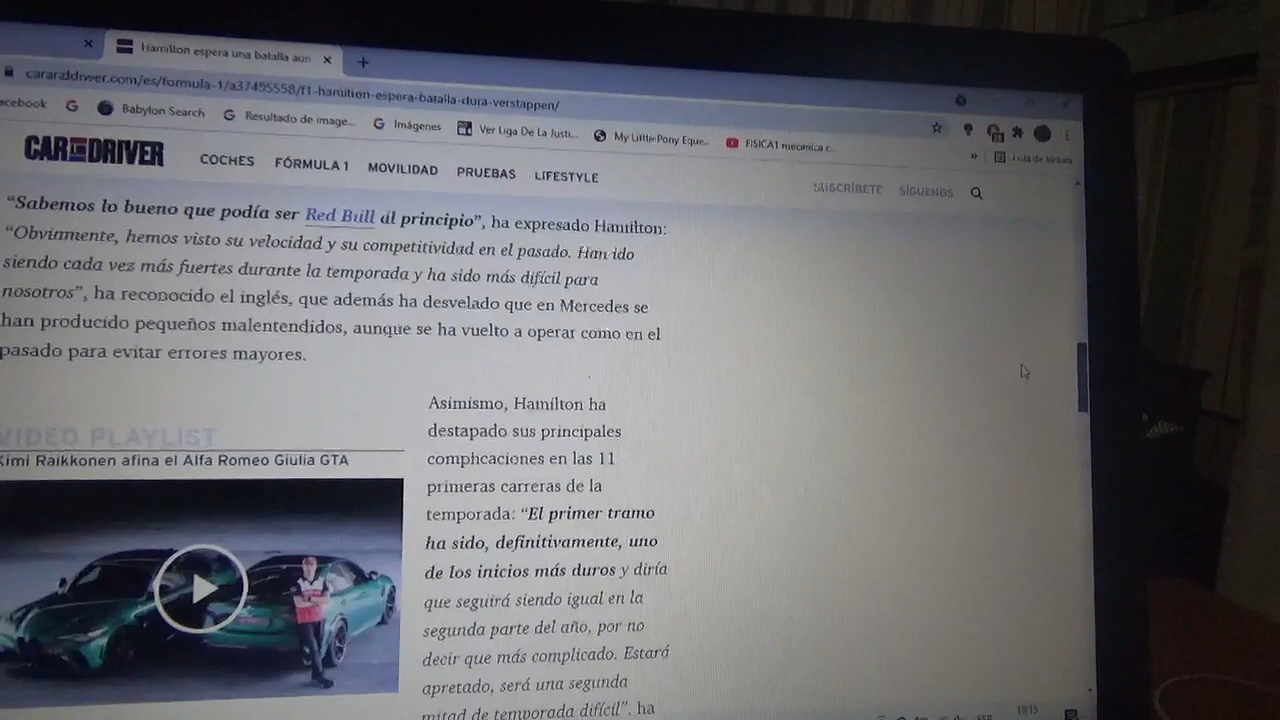 Hamilton espera una batalla aún
cararddriver.com/es/formula-1/a37455558/f1-hamilton-espera-batalla-dura-verstappen/
acebook
Babylon Search
Resultado de image...
Imágenes
Ver Liga De La Justi...
My Little Pony Eque...
FISICA1 mecanica c...
»
Lista de lectura
CAR AND DRIVER
COCHES
FÓRMULA 1
MOVILIDAD
PRUEBAS
LIFESTYLE
SUSCRÍBETE
SÍGUENOS
“Sabemos lo bueno que podía ser Red Bull al principio”, ha expresado Hamilton:
“Obviamente, hemos visto su velocidad y su competitividad en el pasado. Han ido
siendo cada vez más fuertes durante la temporada y ha sido más difícil para
nosotros”, ha reconocido el inglés, que además ha desvelado que en Mercedes se
han producido pequeños malentendidos, aunque se ha vuelto a operar como en el
pasado para evitar errores mayores.
VIDEO PLAYLIST
Kimi Raikkonen afina el Alfa Romeo Giulia GTA
Asimismo, Hamilton ha
destapado sus principales
complicaciones en las 11
primeras carreras de la
temporada: “El primer tramo
ha sido, definitivamente, uno
de los inicios más duros y diría
que seguirá siendo igual en la
segunda parte del año, por no
decir que más complicado. Estará
apretado, será una segunda
mitad de temporada difícil”, ha
ESP
19:15